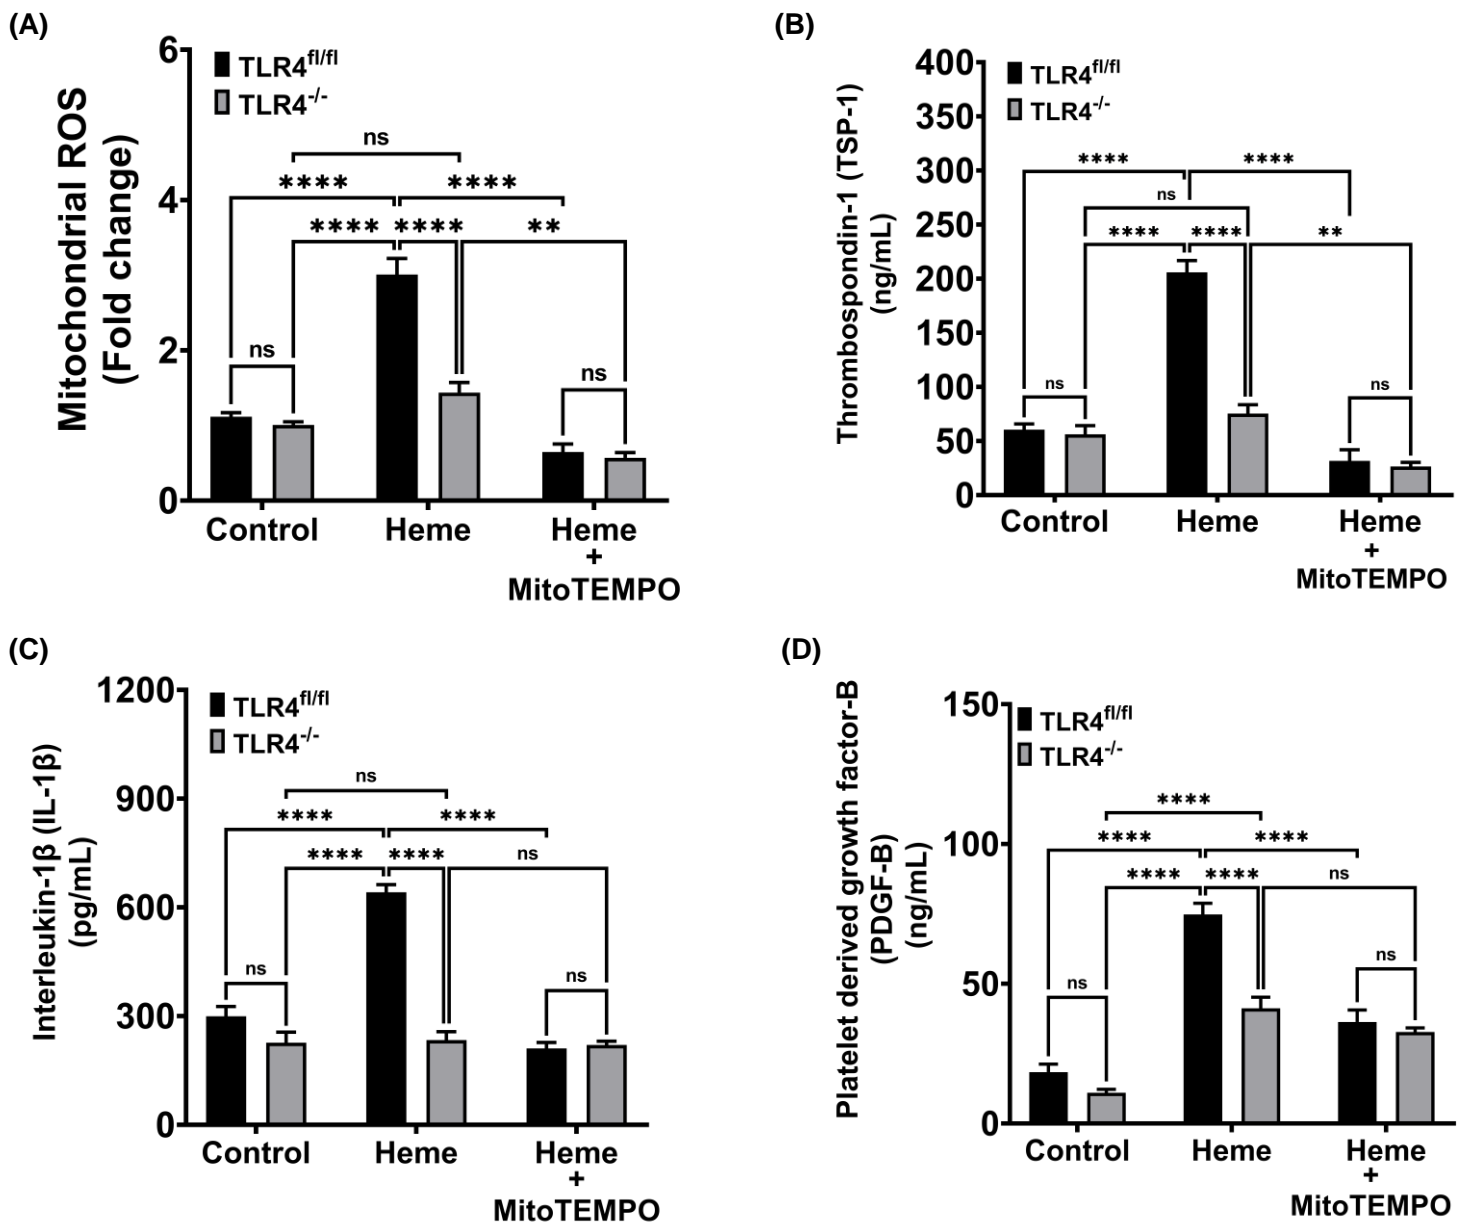 (A)
Mitochondrial ROS
(Fold change)
6
4
2
0
TLR4fl/fl
TLR4-/-
ns
**** ****
**** **** **
ns
ns
Control Heme Heme
+
MitoTEMPO
(B)
Thrombospondin-1 (TSP-1)
(ng/mL)
400
350
300
250
200
150
100
50
0
TLR4fl/fl
TLR4-/-
**** ****
ns
**** **** **
ns
ns
Control Heme Heme
+
MitoTEMPO
(C)
Interleukin-1β (IL-1β)
(pg/mL)
1200
900
600
300
0
TLR4fl/fl
TLR4-/-
ns
**** ****
**** **** ns
ns
ns
Control Heme Heme
+
MitoTEMPO
(D)
Platelet derived growth factor-B
(PDGF-B)
(ng/mL)
150
100
50
0
TLR4fl/fl
TLR4-/-
****
**** ****
**** **** ns
ns
ns
Control Heme Heme
+
MitoTEMPO